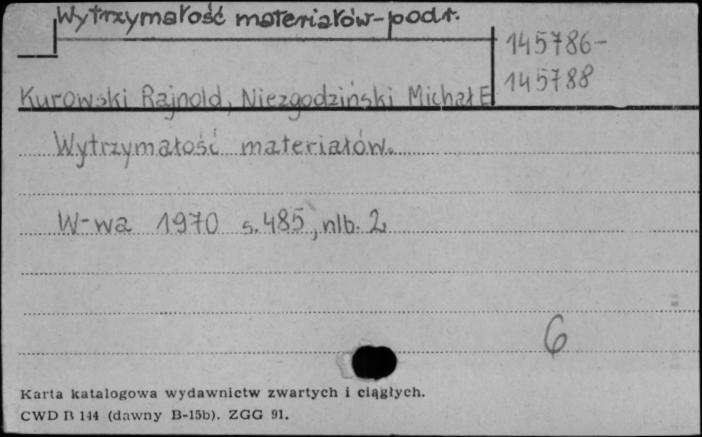 Wytrzymałość materiałów-podr.
145786-
145788
Kurowski Rajnold, Niezgodziński Michał E
Wytrzymałość materiałów.
W-wa 1970 s. 485, nlb. 2
6
Karta katalogowa wydawnictw zwartych i ciągłych.
CWD B 144 (dawny B-15b). ZGG 91.